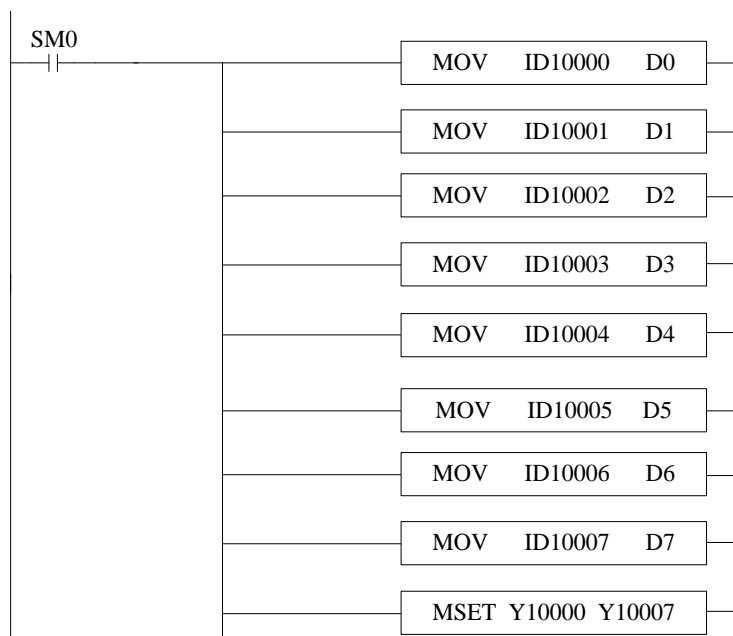 SM0
MOV ID10000 D0
MOV ID10001 D1
MOV ID10002 D2
MOV ID10003 D3
MOV ID10004 D4
MOV ID10005 D5
MOV ID10006 D6
MOV ID10007 D7
MSET Y10000 Y10007